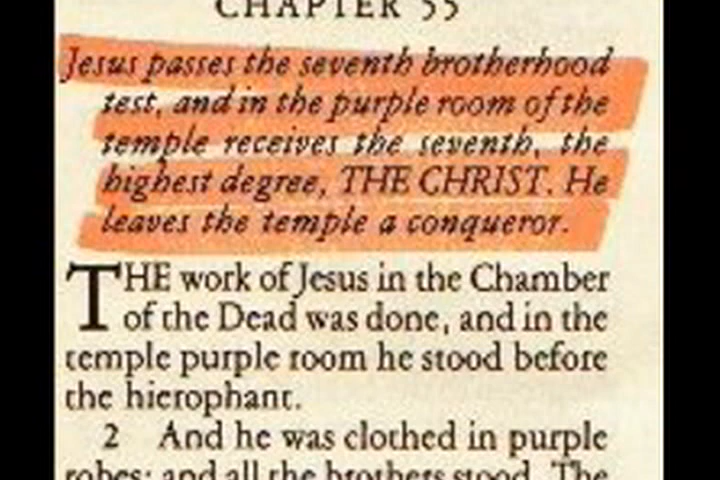 CHAPTER 55
Jesus passes the seventh brotherhood
test, and in the purple room of the
temple receives the seventh, the
highest degree, THE CHRIST. He
leaves the temple a conqueror.
THE work of Jesus in the Chamber
of the Dead was done, and in the
temple purple room he stood before
the hierophant.
2 And he was clothed in purple
robes; and all the brothers stood. The